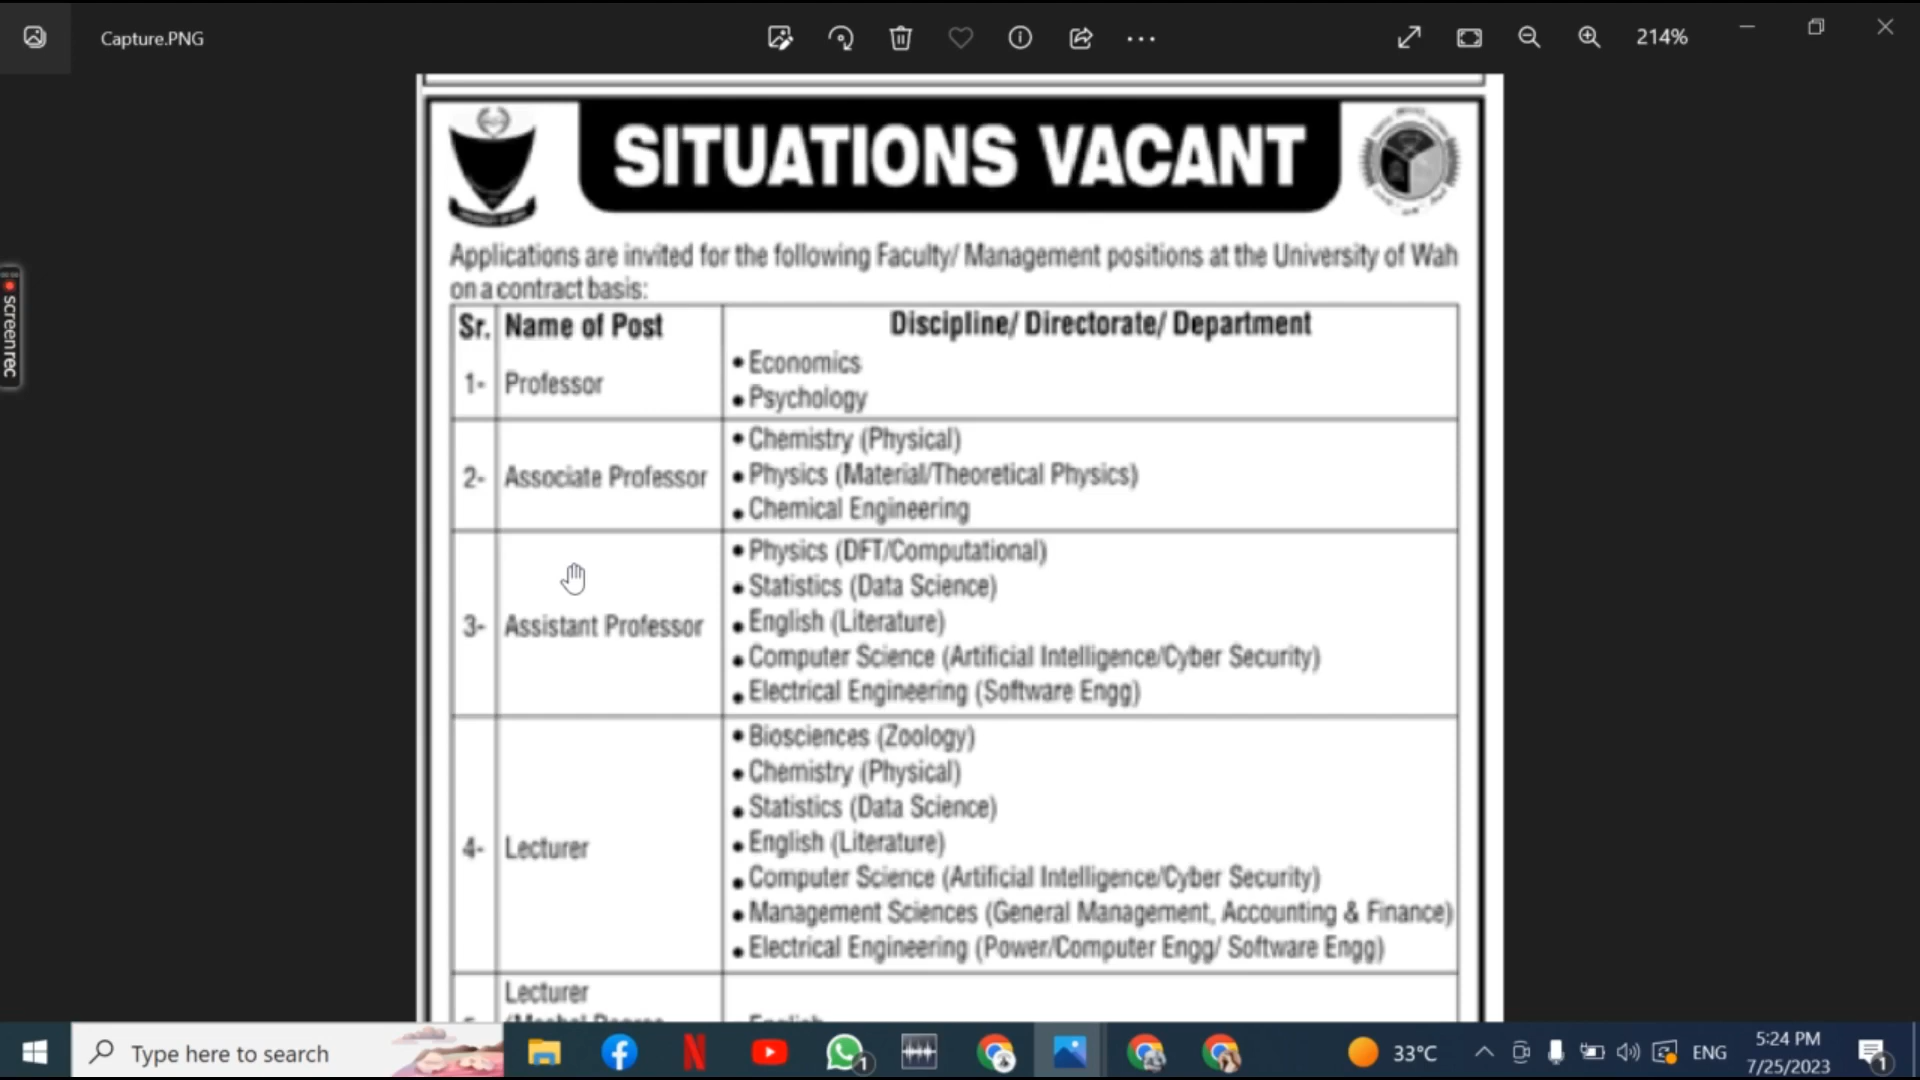 Capture.PNG
214%
SITUATIONS VACANT
Applications are invited for the following Faculty/ Management positions at the University of Wah
on a contract basis:
Sr. Name of Post Discipline/ Directorate/ Department
1- Professor
• Economics
• Psychology
2- Associate Professor
• Chemistry (Physical)
• Physics (Material/Theoretical Physics)
• Chemical Engineering
3- Assistant Professor
• Physics (DFT/Computational)
• Statistics (Data Science)
• English (Literature)
• Computer Science (Artificial Intelligence/Cyber Security)
• Electrical Engineering (Software Engg)
4- Lecturer
• Biosciences (Zoology)
• Chemistry (Physical)
• Statistics (Data Science)
• English (Literature)
• Computer Science (Artificial Intelligence/Cyber Security)
• Management Sciences (General Management, Accounting & Finance)
• Electrical Engineering (Power/Computer Engg/ Software Engg)
Lecturer
screenrec
Type here to search
1
33°C
ENG
5:24 PM
7/25/2023
1